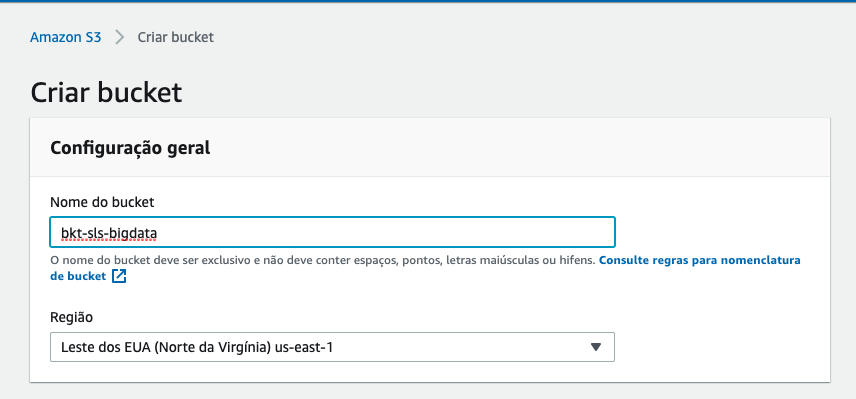 Amazon S3 > Criar bucket
Criar bucket
Configuração geral
Nome do bucket
bkt-sls-bigdata
O nome do bucket deve ser exclusivo e não deve conter espaços, pontos, letras maiúsculas ou hifens. Consulte regras para nomenclatura
de bucket
Região
Leste dos EUA (Norte da Virgínia) us-east-1